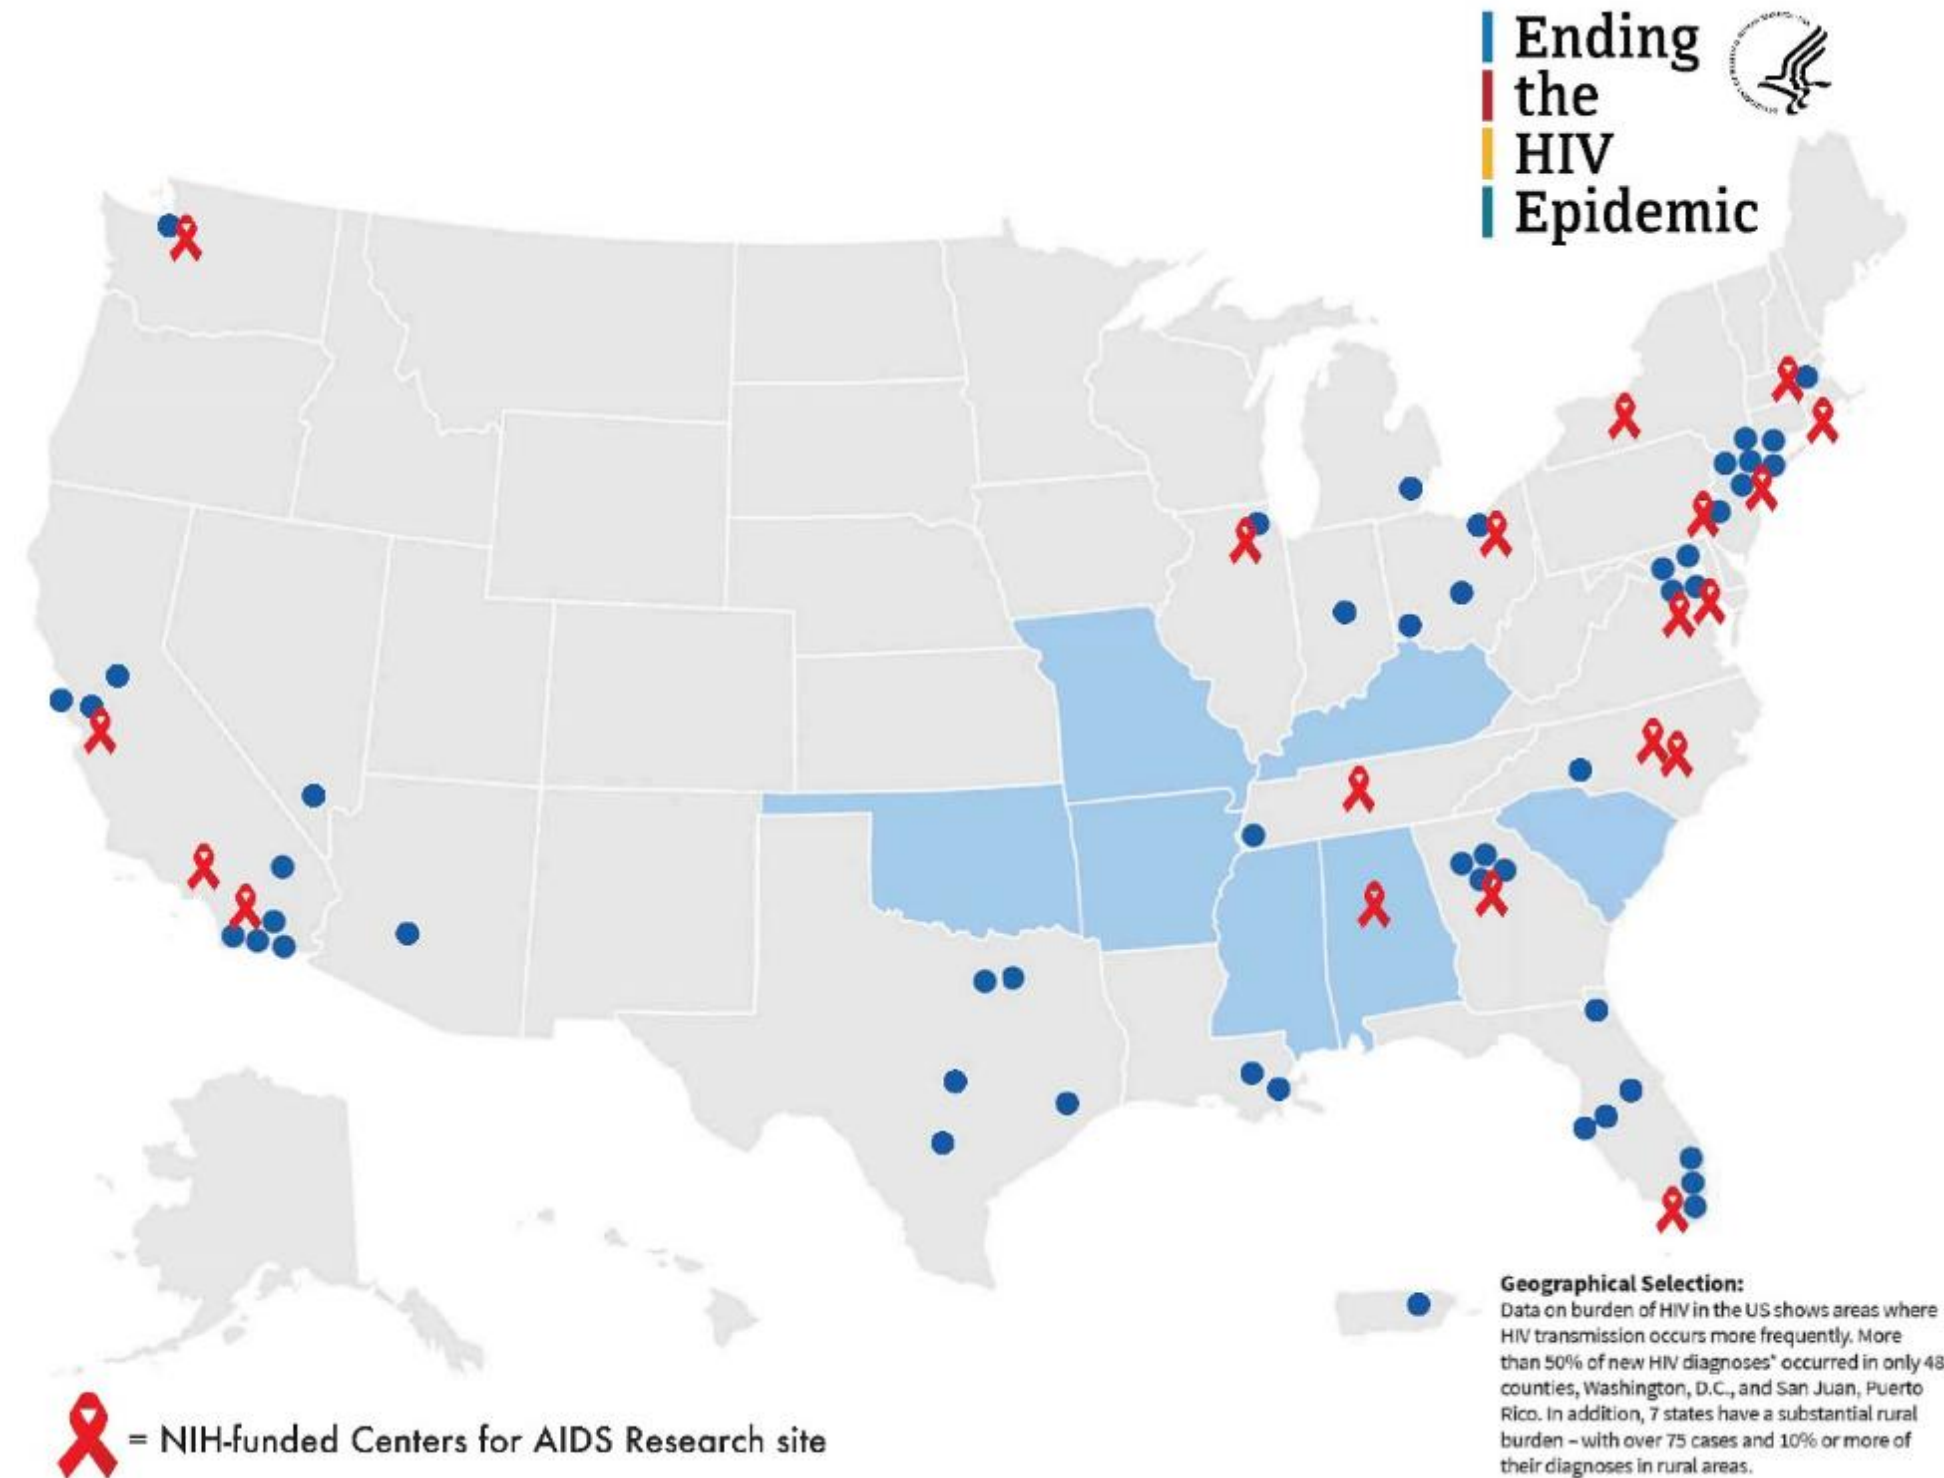 Ending
the
HIV
Epidemic
Geographical Selection:
Data on burden of HIV in the US shows areas where
HIV transmission occurs more frequently. More
than 50% of new HIV diagnoses* occurred in only 48
counties, Washington, D.C., and San Juan, Puerto
Rico. In addition, 7 states have a substantial rural
burden – with over 75 cases and 10% or more of
their diagnoses in rural areas.
= NIH-funded Centers for AIDS Research site